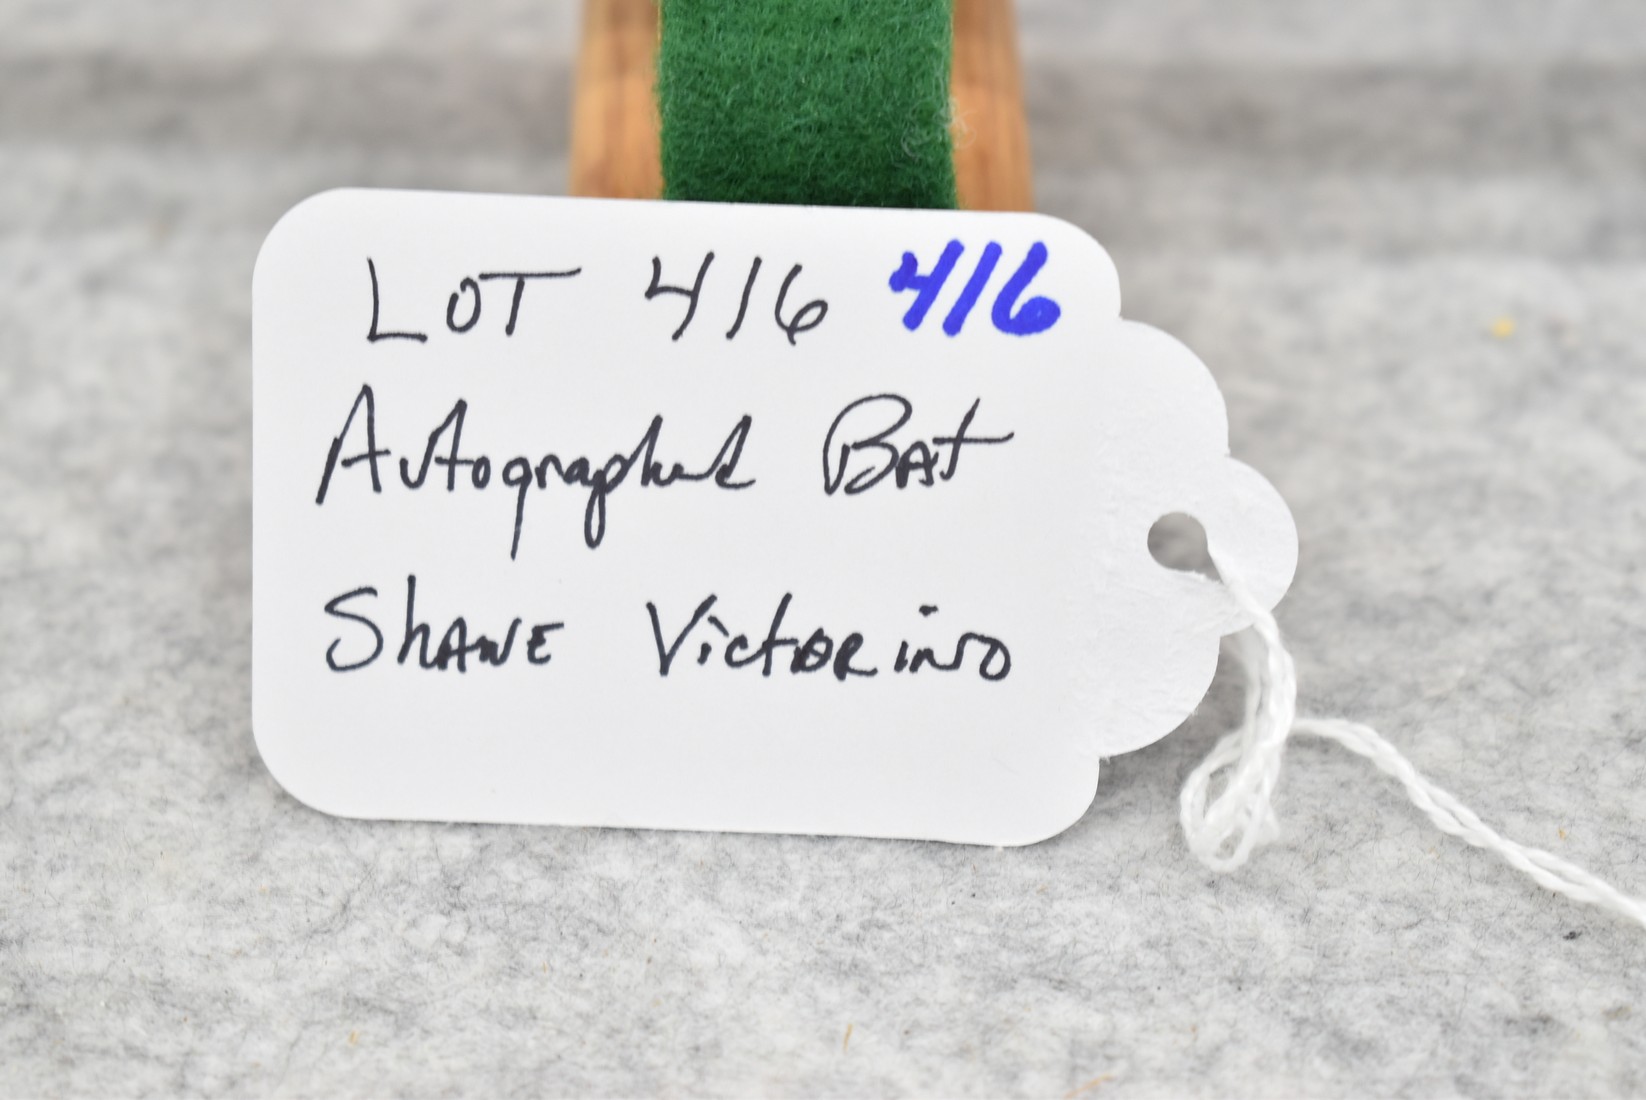 LOT 416 416
Autographed Bat
Shane Victorino